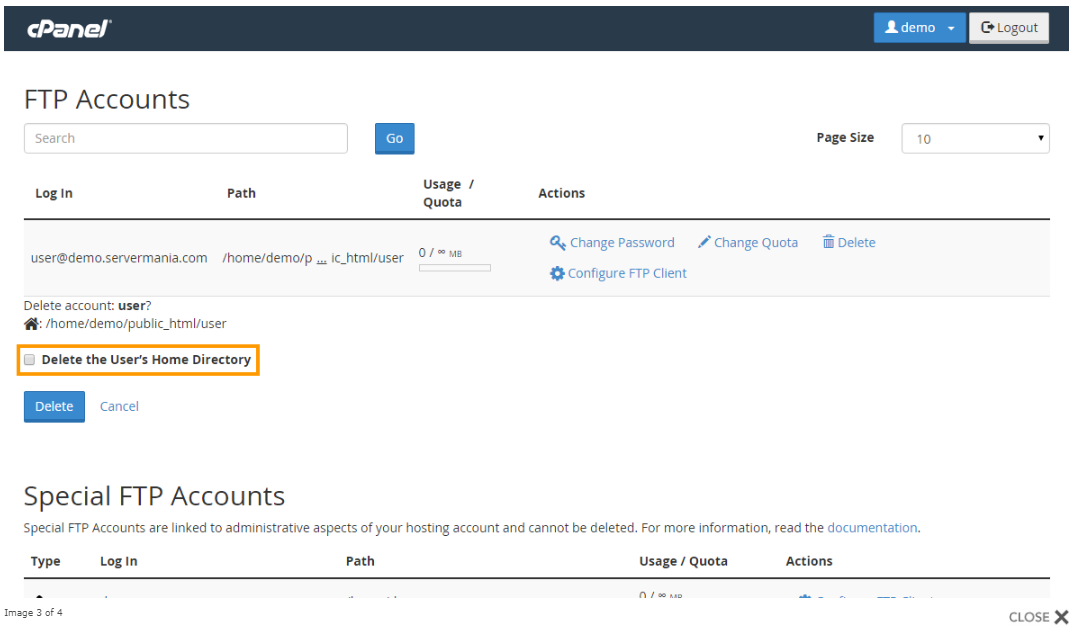 cPanel
demo
Logout
FTP Accounts
Search
Go
Page Size
10
Log In
Path
Usage /
Quota
Actions
user@demo.servermania.com
/home/demo/p ... ic_html/user
0 / ∞ MB
Change Password
Change Quota
Delete
Configure FTP Client
Delete account: user?
: /home/demo/public_html/user
Delete the User's Home Directory
Delete
Cancel
Special FTP Accounts
Special FTP Accounts are linked to administrative aspects of your hosting account and cannot be deleted. For more information, read the documentation.
Type
Log In
Path
Usage / Quota
Actions
0 / ∞ MB
Image 3 of 4
CLOSE